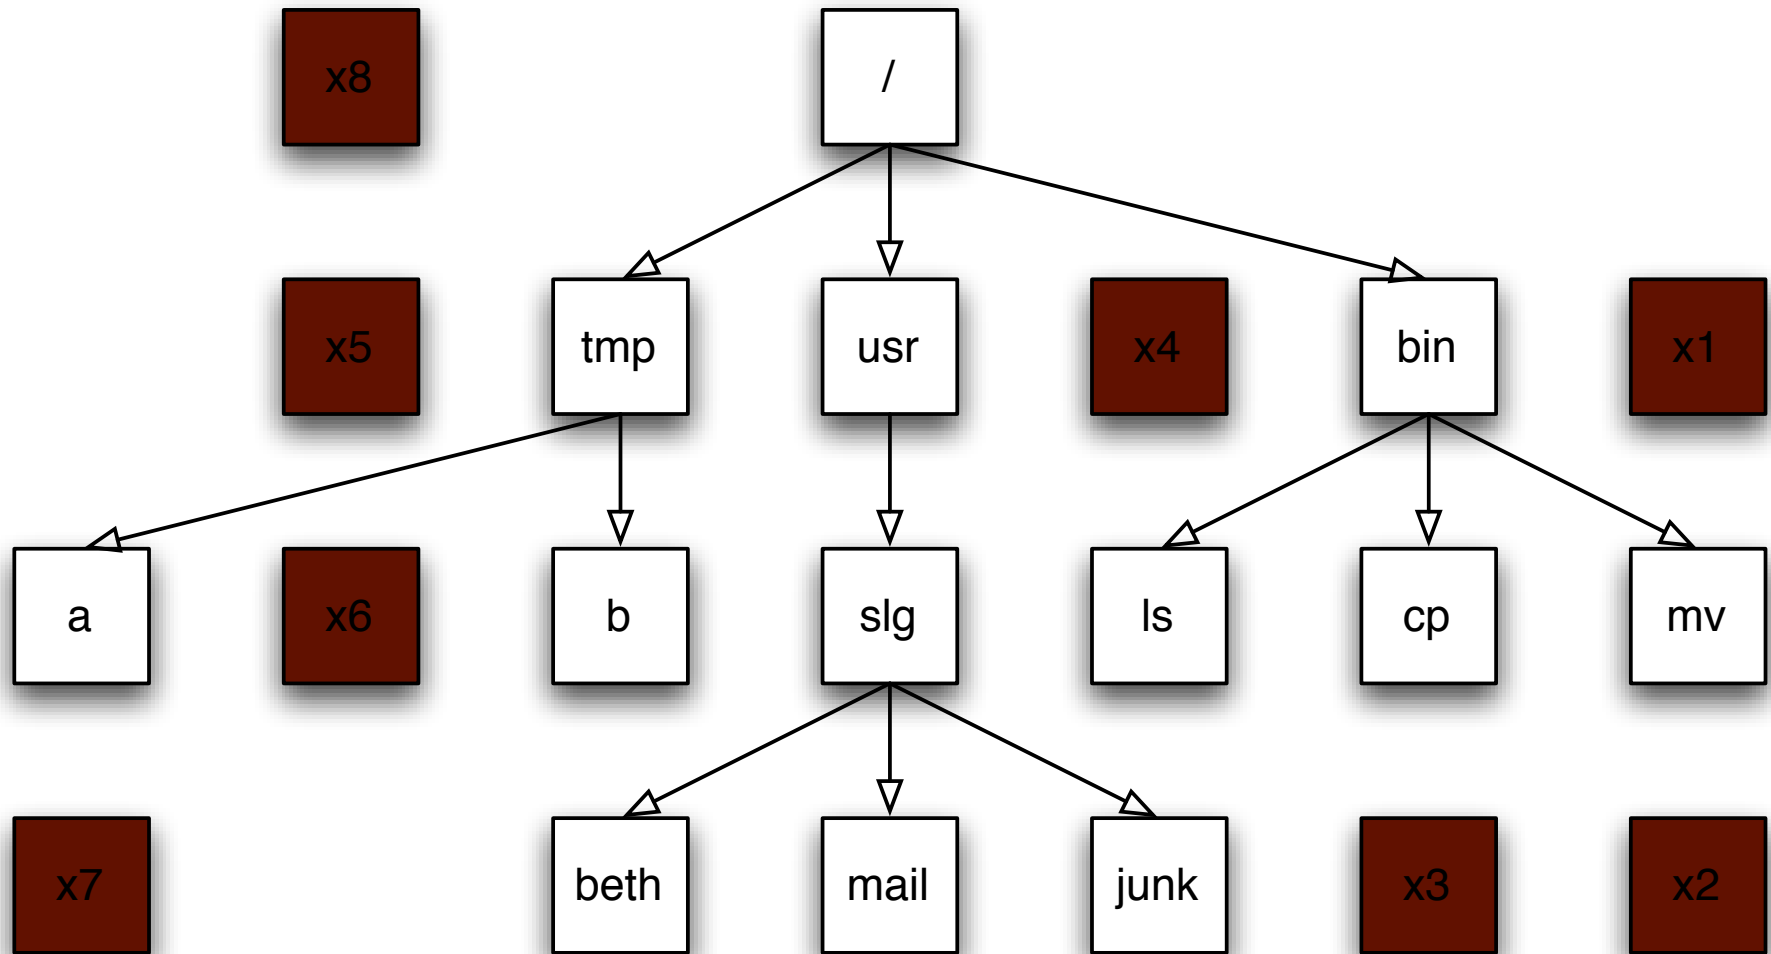 x8
/
x5
tmp
usr
x4
bin
x1
a
x6
b
slg
ls
cp
mv
x7
beth
mail
junk
x3
x2